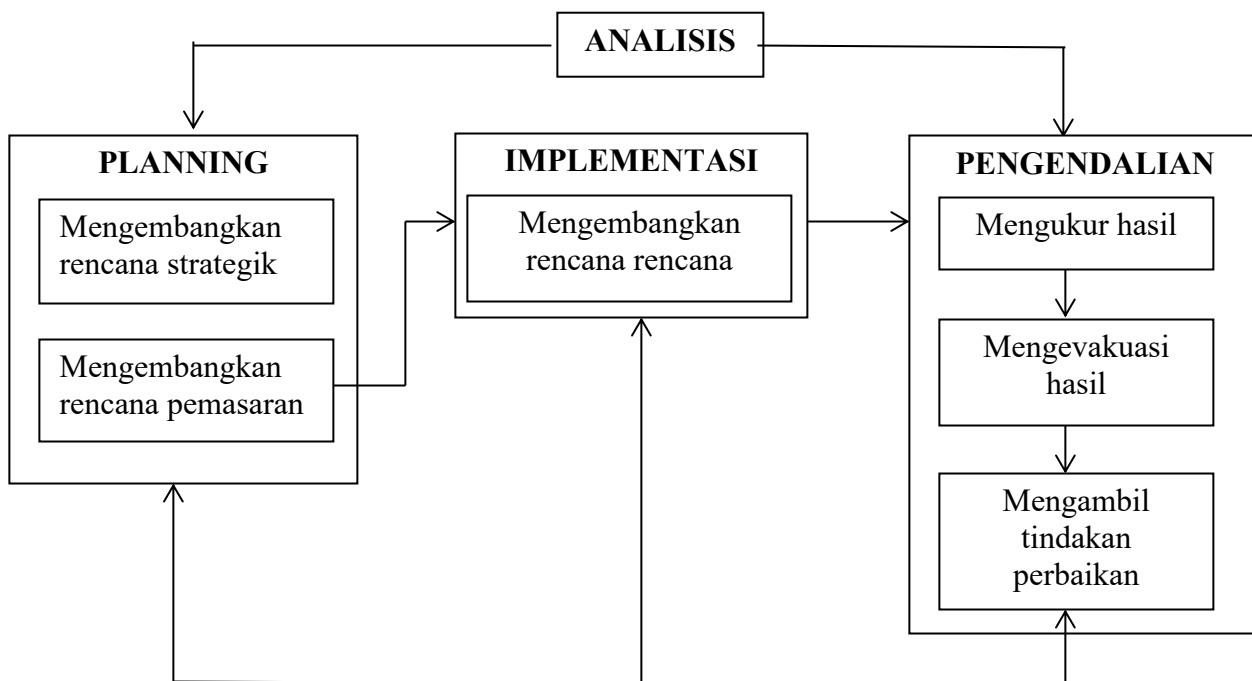 ANALISIS
PLANNING
Mengembangkan
rencana strategik
Mengembangkan
rencana pemasaran
IMPLEMENTASI
Mengembangkan
rencana rencana
PENGENDALIAN
Mengukur hasil
Mengevakuasi
hasil
Mengambil
tindakan
perbaikan